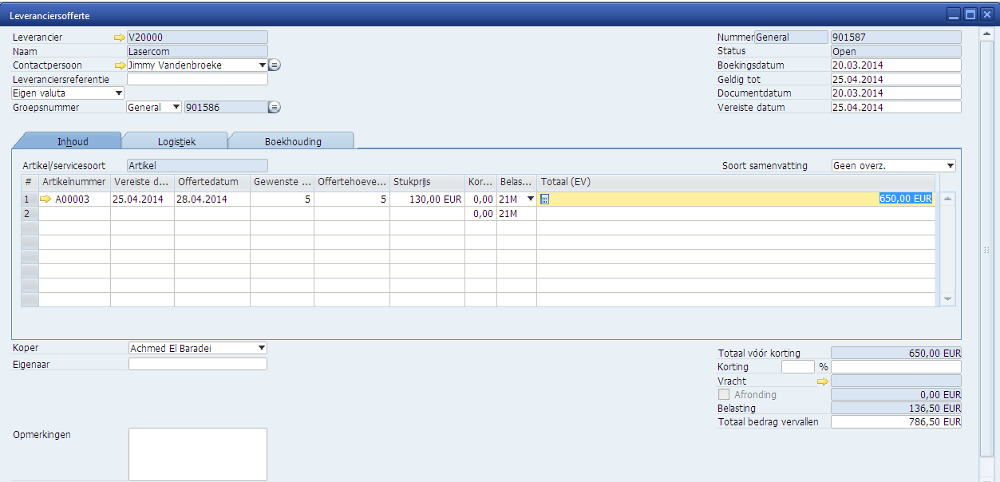 Leveranciersofferte
Leverancier V20000 Nummer General 901587
Naam Lasercom Status Open
Contactpersoon Jimmy Vandenbroeke Boekingsdatum 20.03.2014
Leveranciersreferentie Geldig tot 25.04.2014
Eigen valuta Documentdatum 20.03.2014
Groepsnummer General 901586 Vereiste datum 25.04.2014
Inhoud Logistiek Boekhouding
Artikel/servicesoort Artikel Soort samenvatting Geen overz.
# Artikelnummer Vereiste d... Offertedatum Gewenste ... Offertehoeve... Stukprijs Kor... Belas... Totaal (EV)
1 A00003 25.04.2014 28.04.2014 5 5 130,00 EUR 0,00 21M 650,00 EUR
2 0,00 21M
Koper Achmed El Baradei Totaal vóór korting 650,00 EUR
Eigenaar Korting %
Vracht
Afronding 0,00 EUR
Belasting 136,50 EUR
Totaal bedrag vervallen 786,50 EUR
Opmerkingen